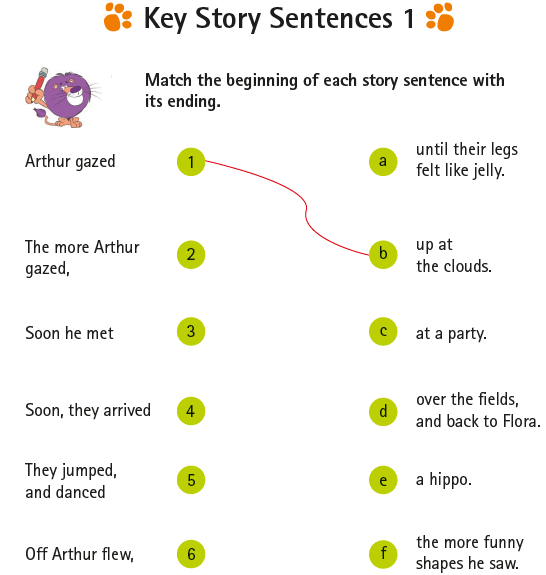 Key Story Sentences 1
Match the beginning of each story sentence with
its ending.
Arthur gazed
1
a
until their legs
felt like jelly.
The more Arthur
gazed,
2
b
up at
the clouds.
Soon he met
3
c
at a party.
Soon, they arrived
4
d
over the fields,
and back to Flora.
They jumped,
and danced
5
e
a hippo.
Off Arthur flew,
6
f
the more funny
shapes he saw.